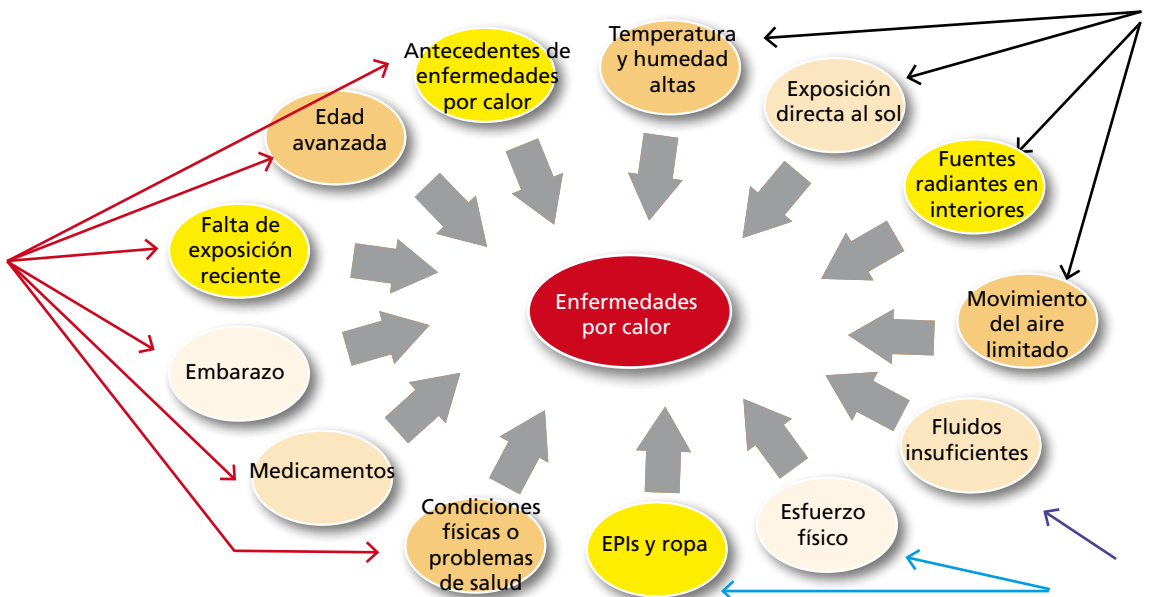 Antecedentes de
enfermedades
por calor
Temperatura
y humedad
altas
Exposición
directa al sol
Fuentes
radiantes en
interiores
Movimiento
del aire
limitado
Fluidos
insuficientes
Esfuerzo
físico
EPIs y ropa
Condiciones
físicas o
problemas
de salud
Medicamentos
Embarazo
Falta de
exposición
reciente
Edad
avanzada
Enfermedades
por calor